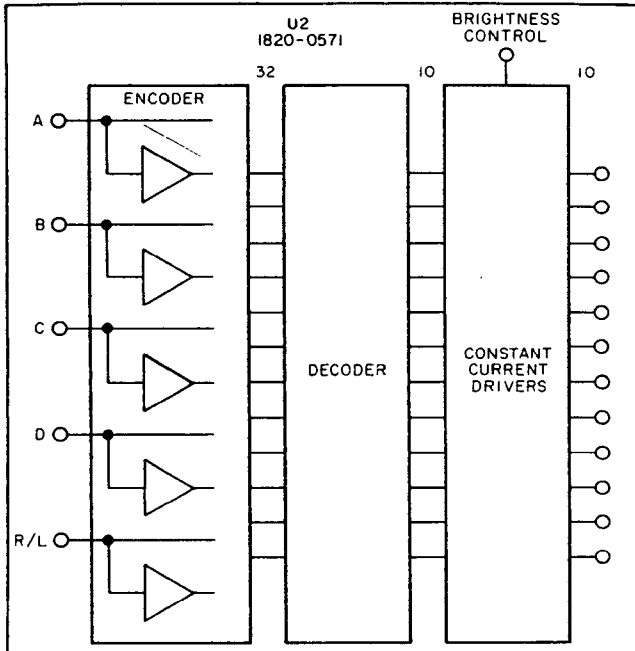 U2
1820-0571
BRIGHTNESS
CONTROL
32
10
10
ENCODER
A
B
C
D
R/L
DECODER
CONSTANT
CURRENT
DRIVERS